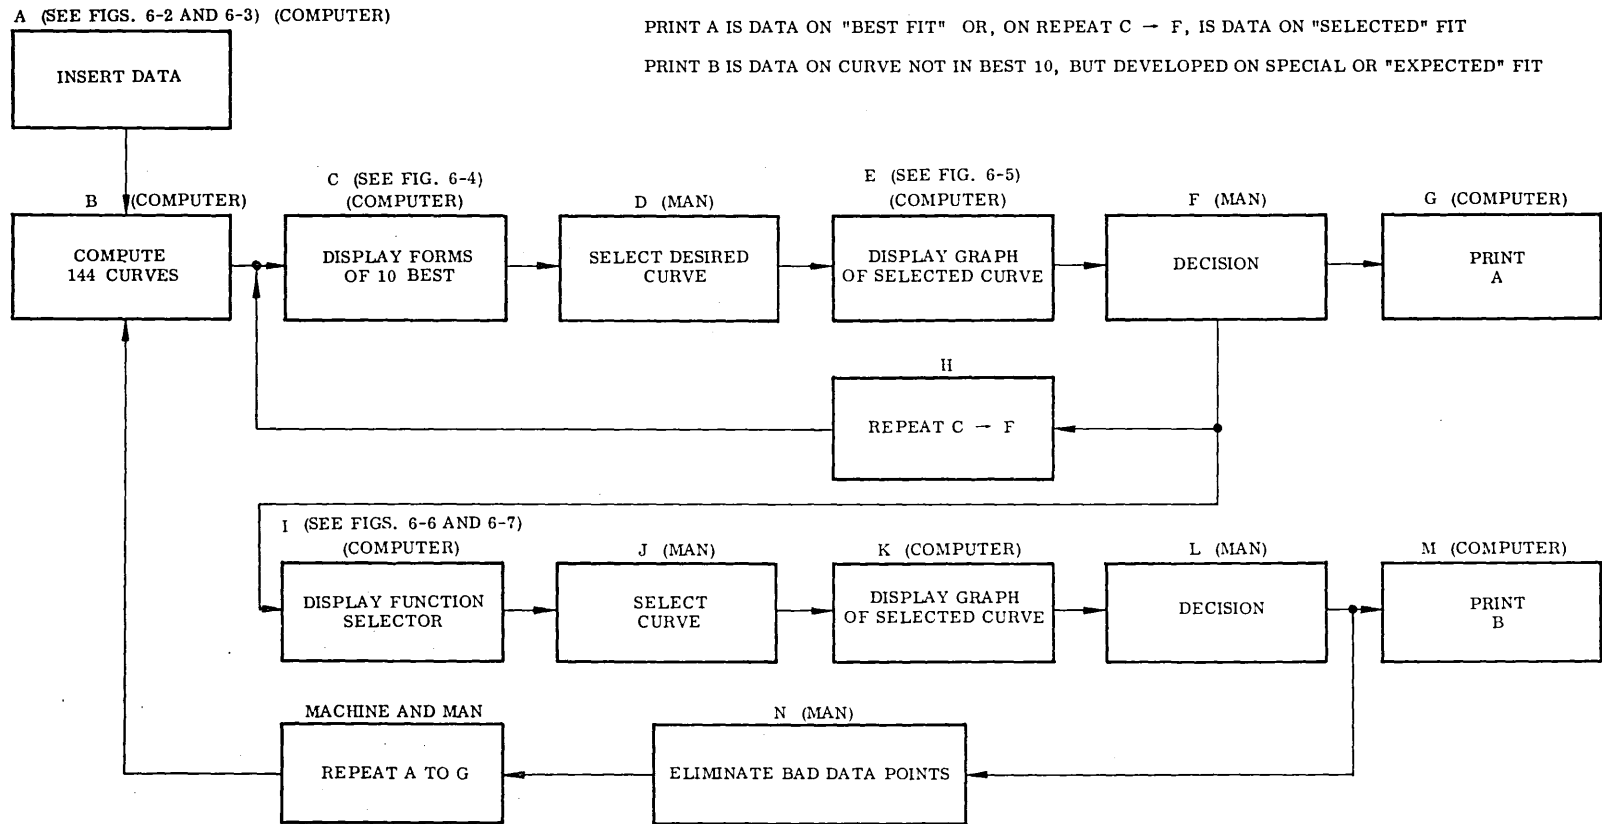 A (SEE FIGS. 6-2 AND 6-3) (COMPUTER)
PRINT A IS DATA ON "BEST FIT" OR, ON REPEAT C → F, IS DATA ON "SELECTED" FIT
PRINT B IS DATA ON CURVE NOT IN BEST 10, BUT DEVELOPED ON SPECIAL OR "EXPECTED" FIT
INSERT DATA
B (COMPUTER)
COMPUTE
144 CURVES
C (SEE FIG. 6-4)
(COMPUTER)
DISPLAY FORMS
OF 10 BEST
D (MAN)
SELECT DESIRED
CURVE
E (SEE FIG. 6-5)
(COMPUTER)
DISPLAY GRAPH
OF SELECTED CURVE
F (MAN)
DECISION
G (COMPUTER)
PRINT
A
H
REPEAT C → F
I (SEE FIGS. 6-6 AND 6-7)
(COMPUTER)
DISPLAY FUNCTION
SELECTOR
J (MAN)
SELECT
CURVE
K (COMPUTER)
DISPLAY GRAPH
OF SELECTED CURVE
L (MAN)
DECISION
M (COMPUTER)
PRINT
B
MACHINE AND MAN
REPEAT A TO G
N (MAN)
ELIMINATE BAD DATA POINTS